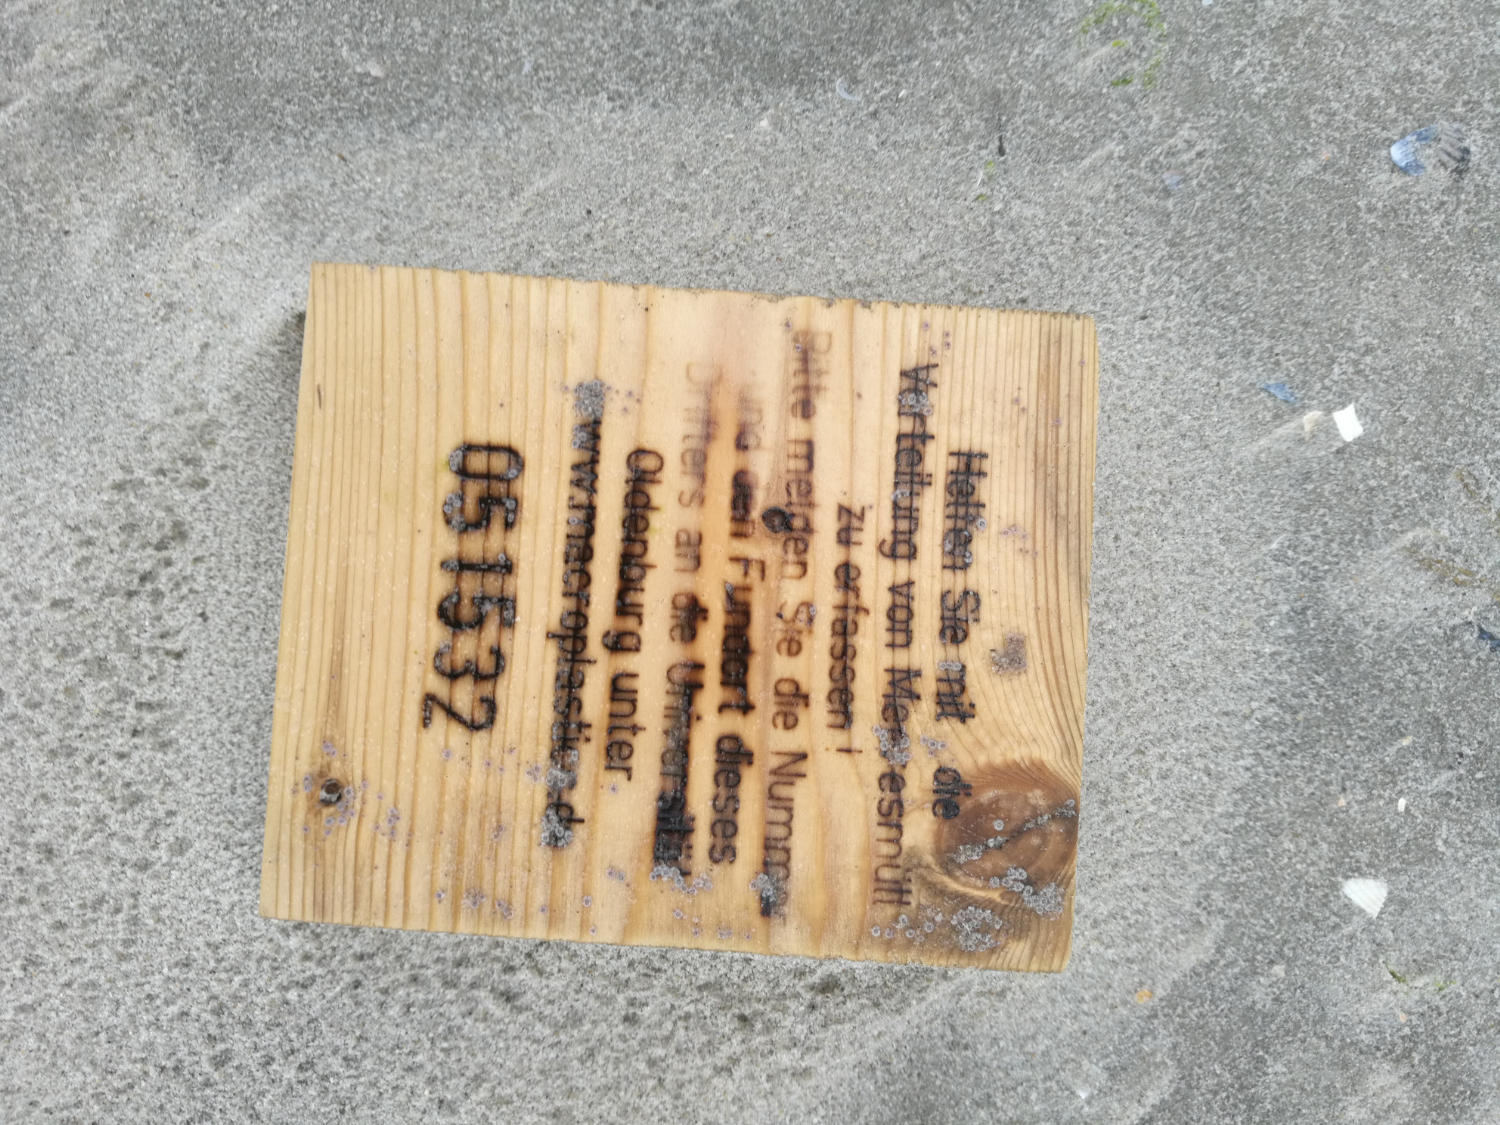 Helfen Sie mit die
Verteilung von Meeresmüll
zu erfassen!
Bitte melden Sie die Nummer
und den Fundort dieses
Drifters an die Universität
Oldenburg unter
www.macroplastics.de
051532